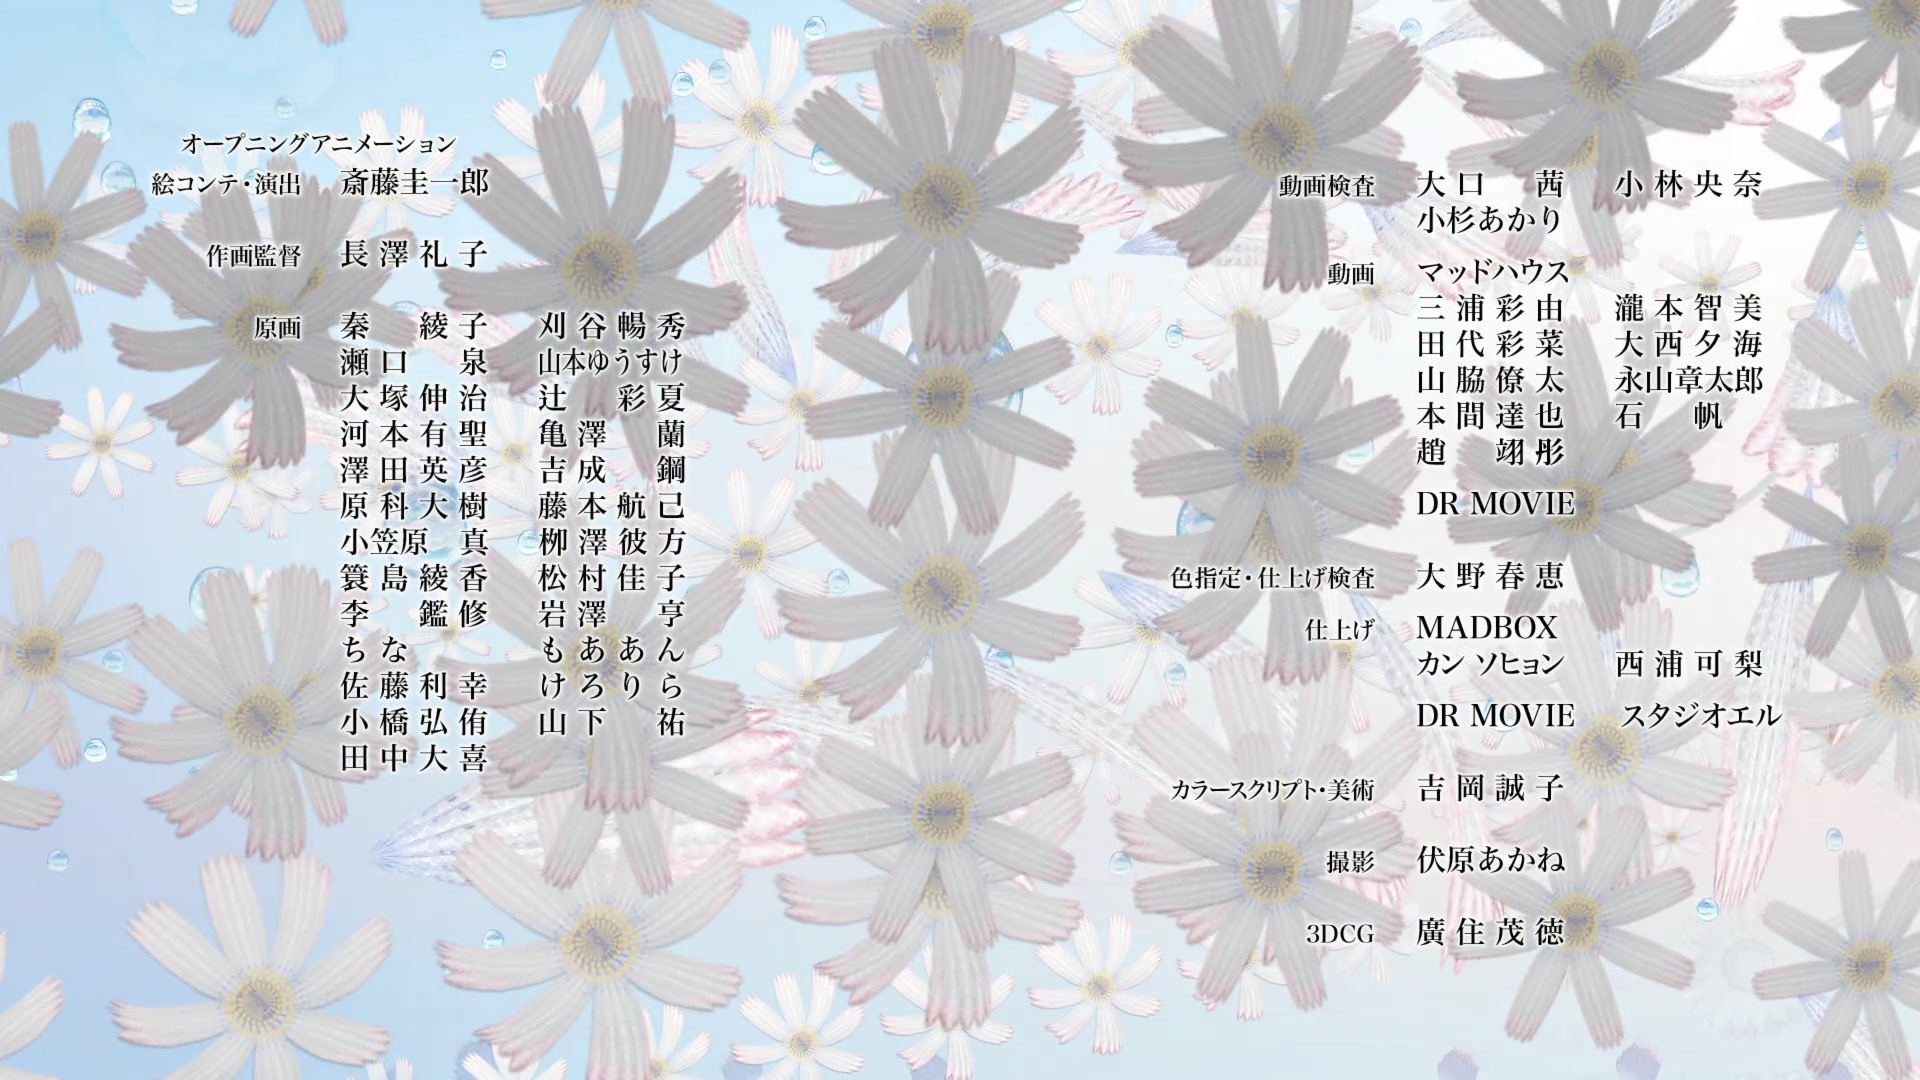 オープニングアニメーション
絵コンテ・演出 斎藤圭一郎
作画監督 長澤礼子
原画 秦 綾子 刈谷暢秀
瀬口 泉 山本ゆうすけ
大塚伸治 辻 彩夏
河本有聖 亀澤 蘭
澤田英彦 吉成 鋼
原科大樹 藤本航己
小笠原 真 柳澤彼方
簑島綾香 松村佳子
李 鑑修 岩澤 亨
ちな もああん
佐藤利幸 けろりら
小橋弘侑 山下 祐
田中大喜
動画検査 大口 茜 小林央奈
小杉あかり
動画 マッドハウス
三浦彩由 瀧本智美
田代彩菜 大西夕海
山脇僚太 永山章太郎
本間達也 石 帆
趙 翊彤
DR MOVIE
色指定・仕上げ検査 大野春恵
仕上げ MADBOX
カン ソヒョン 西浦可梨
DR MOVIE スタジオエル
カラースクリプト・美術 吉岡誠子
撮影 伏原あかね
3DCG 廣住茂徳